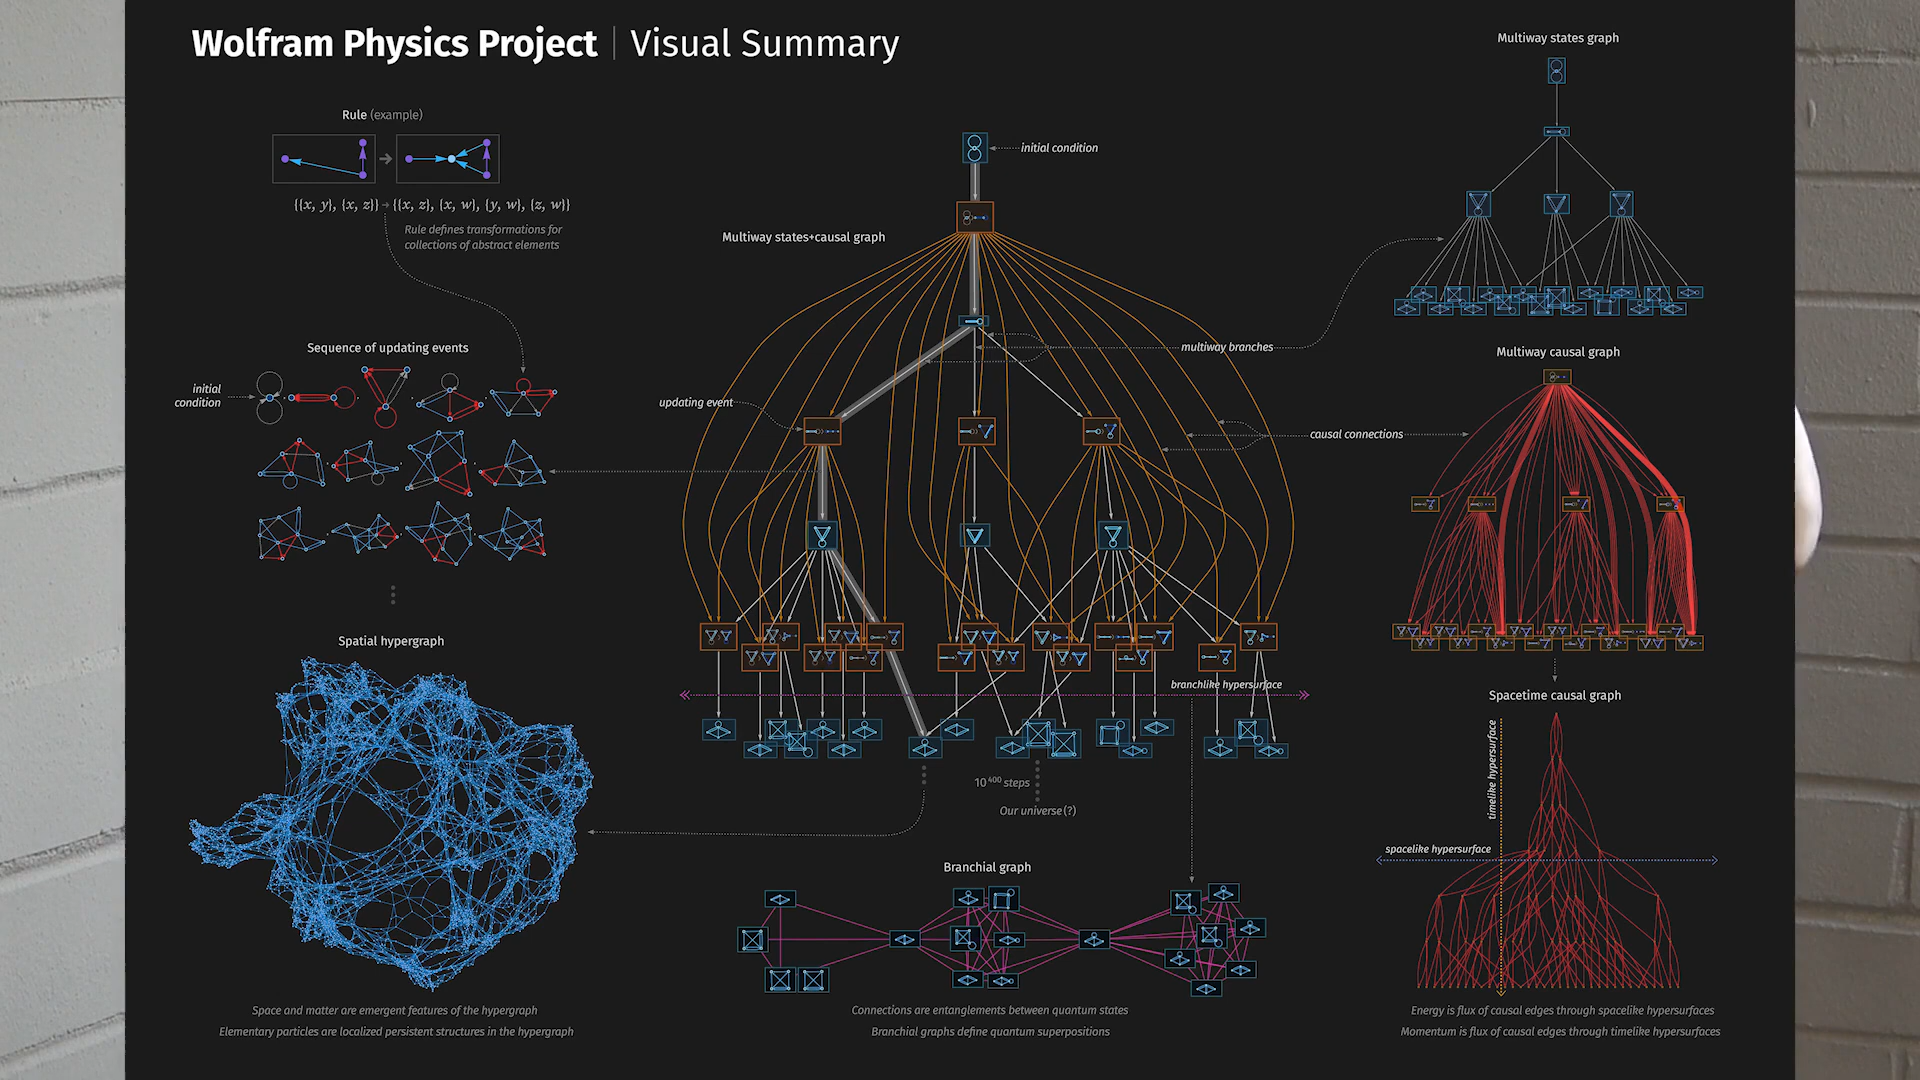 Wolfram Physics Project | Visual Summary
Rule (example)
{{x, y}, {x, z}} → {{x, z}, {x, w}, {y, w}, {z, w}}
Rule defines transformations for
collections of abstract elements
Sequence of updating events
initial
condition
Spatial hypergraph
Space and matter are emergent features of the hypergraph
Elementary particles are localized persistent structures in the hypergraph
initial condition
Multiway states+causal graph
multiway branches
updating event
causal connections
branchlike hypersurface
10^400 steps
Our universe (?)
Branchial graph
Connections are entanglements between quantum states
Branchial graphs define quantum superpositions
Multiway states graph
Multiway causal graph
Spacetime causal graph
timelike hypersurface
spacelike hypersurface
Energy is flux of causal edges through spacelike hypersurfaces
Momentum is flux of causal edges through timelike hypersurfaces